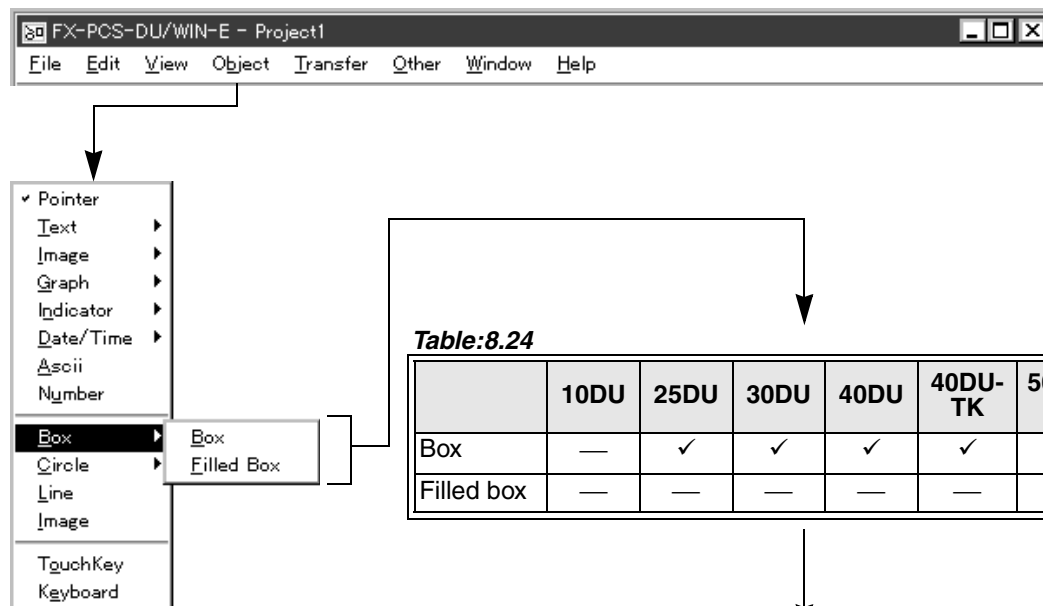 FX-PCS-DU/WIN-E - Project1
File Edit View Object Transfer Other Window Help
✓ Pointer
Text
Image
Graph
Indicator
Date/Time
Ascii
Number
Box
Circle
Line
Image
TouchKey
Keyboard
Box
Filled Box
Table:8.24
10DU 25DU 30DU 40DU 40DU-TK
Box — ✓ ✓ ✓ ✓
Filled box — — — — —